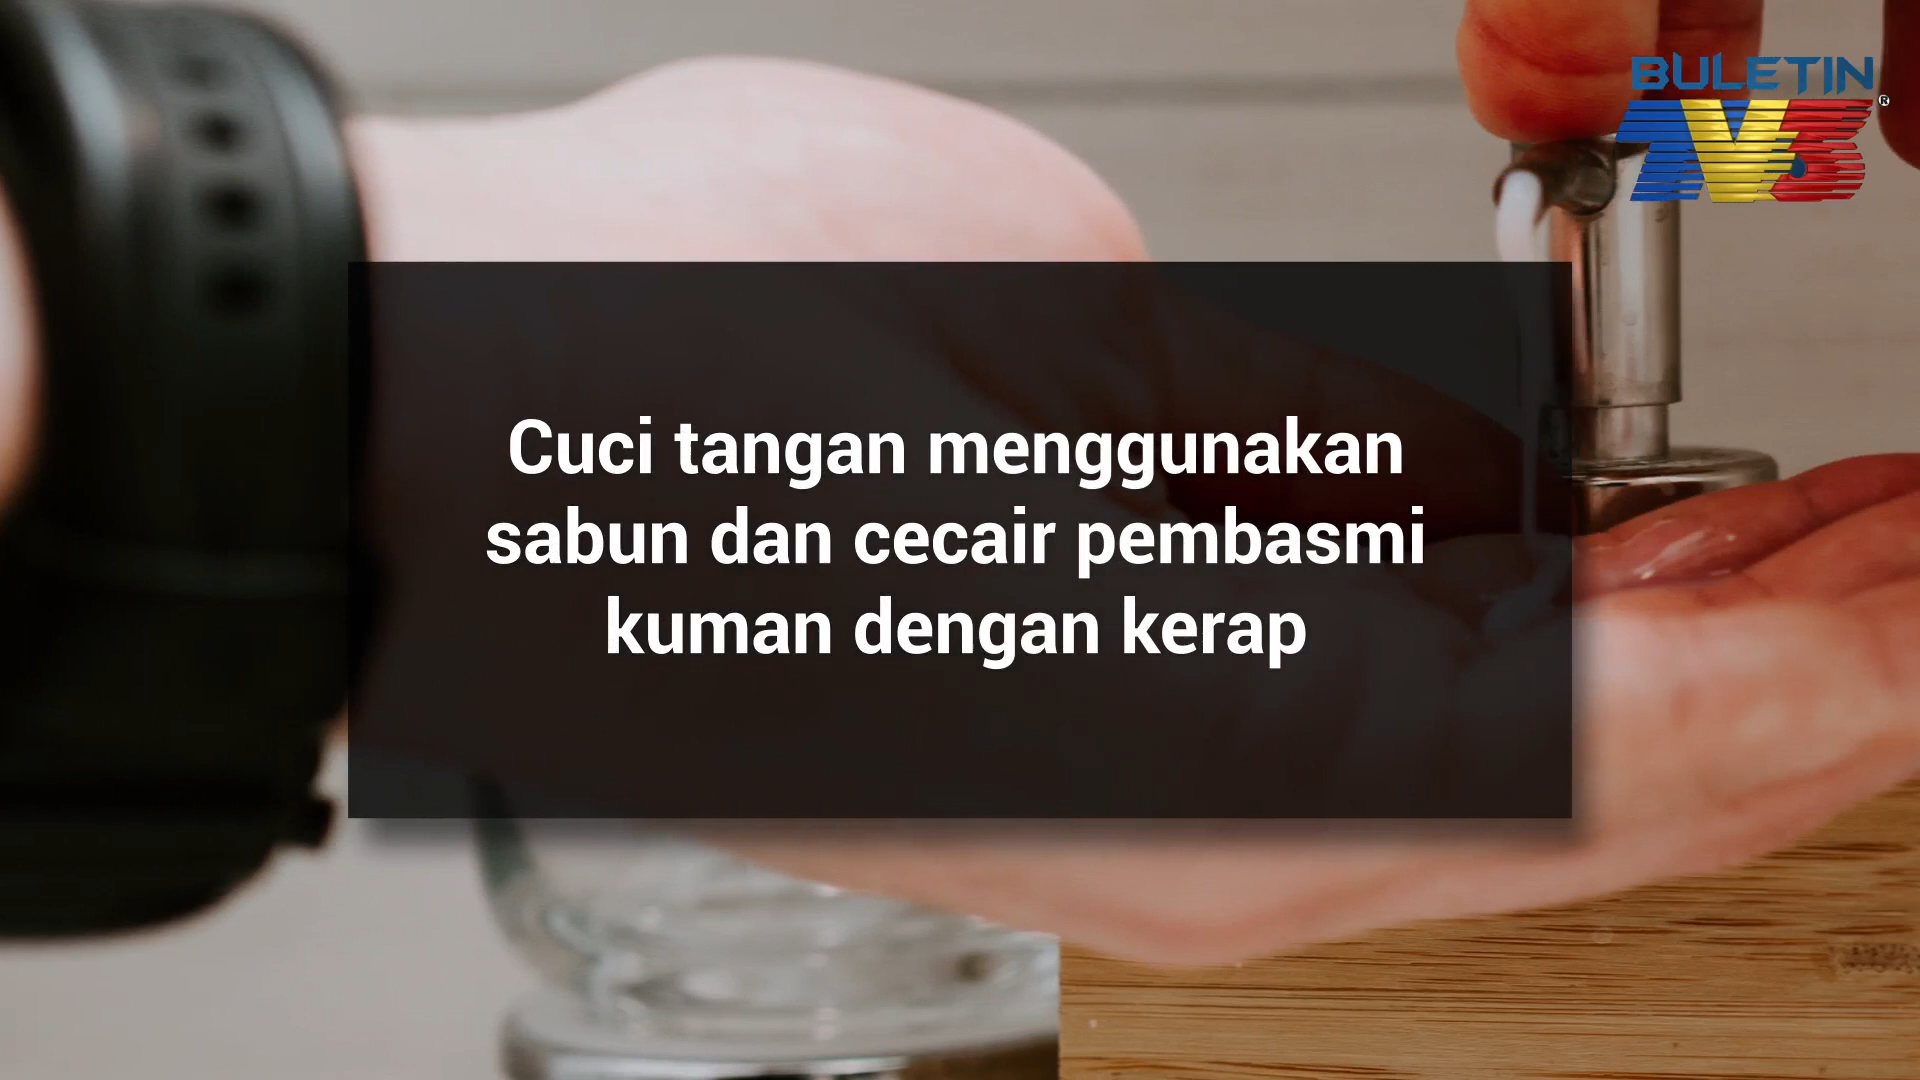 BULETIN
TV3
®
Cuci tangan menggunakan
sabun dan cecair pembasmi
kuman dengan kerap